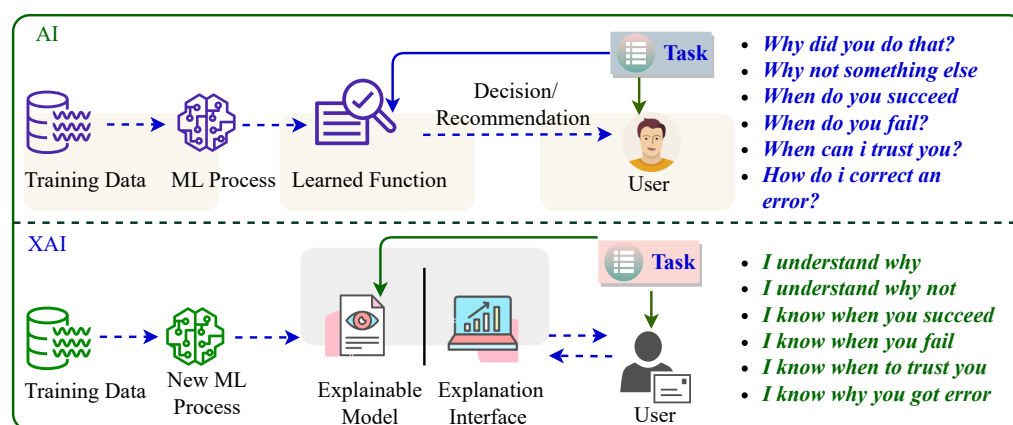 AI
Task
Decision/
Recommendation
Training Data
ML Process
Learned Function
User
• Why did you do that?
• Why not something else
• When do you succeed
• When do you fail?
• When can i trust you?
• How do i correct an
error?
XAI
Task
Training Data
New ML
Process
Explainable
Model
Explanation
Interface
User
• I understand why
• I understand why not
• I know when you succeed
• I know when you fail
• I know when to trust you
• I know why you got error